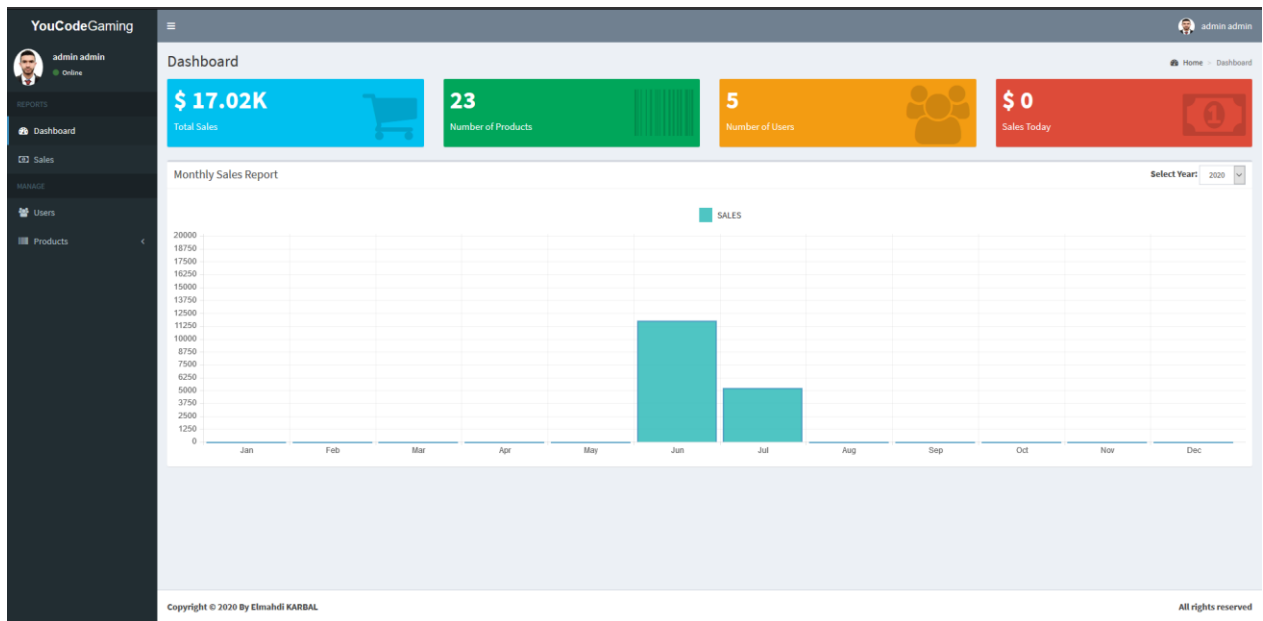 YouCodeGaming
admin admin
admin admin
Online
Dashboard
Home > Dashboard
REPORTS
Dashboard
Sales
MANAGE
Users
Products
$ 17.02K
Total Sales
23
Number of Products
5
Number of Users
$ 0
Sales Today
1
Monthly Sales Report
Select Year: 2020
SALES
20000
18750
17500
16250
15000
13750
12500
11250
10000
8750
7500
6250
5000
3750
2500
1250
0
Jan Feb Mar Apr May Jun Jul Aug Sep Oct Nov Dec
Copyright © 2020 By Elmahdi KARBAL
All rights reserved